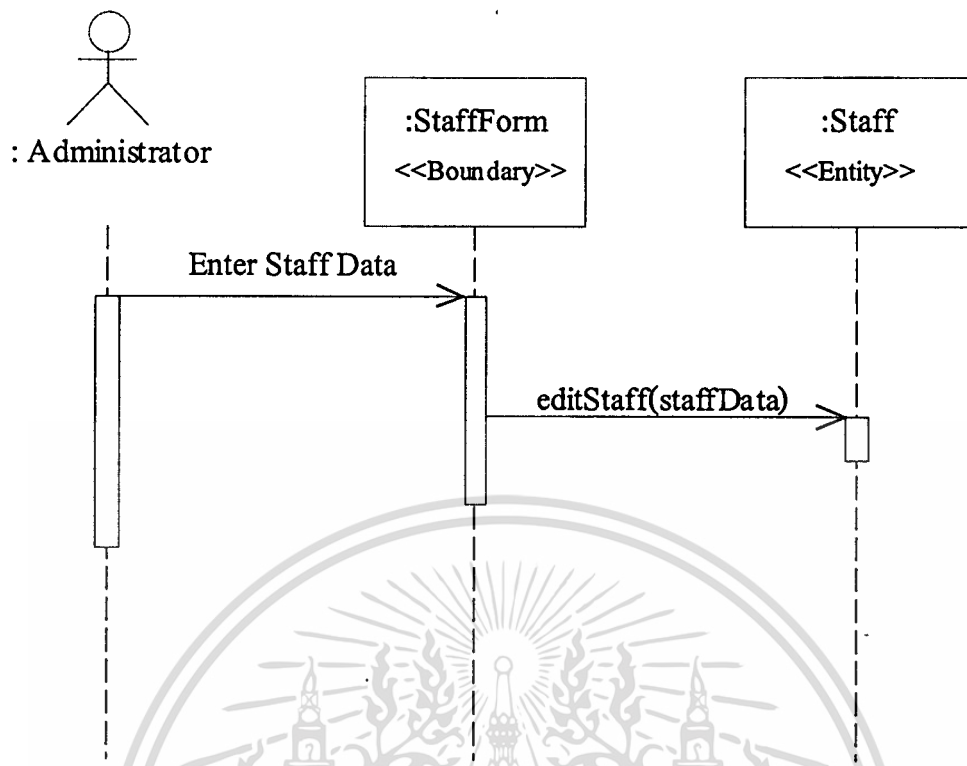 : Administrator
:StaffForm
<<Boundary>>
:Staff
<<Entity>>
Enter Staff Data
editStaff(staffData)